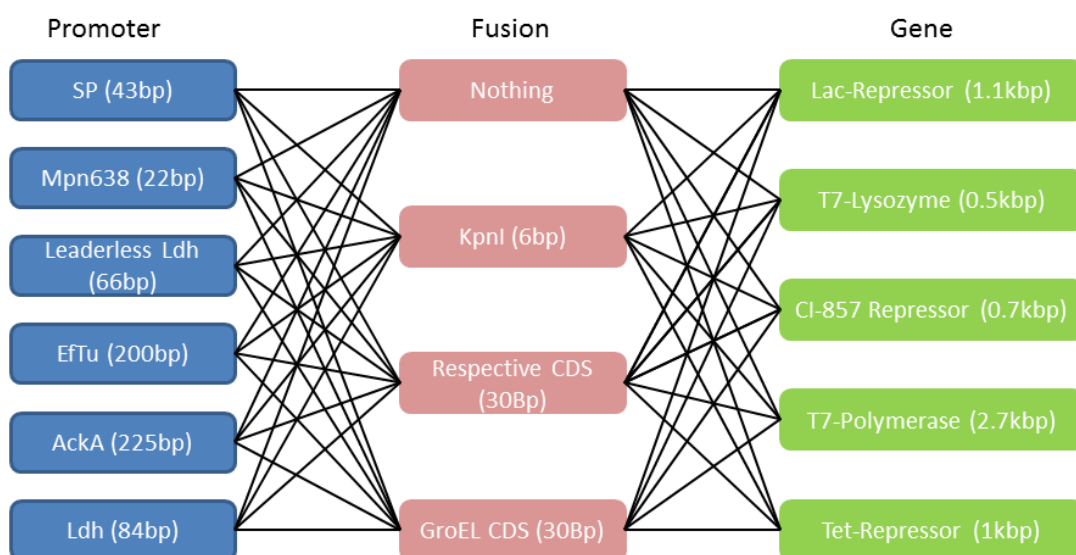 Promoter
Fusion
Gene
SP (43bp)
Mpn638 (22bp)
Leaderless Ldh
(66bp)
EfTu (200bp)
AckA (225bp)
Ldh (84bp)
Nothing
KpnI (6bp)
Respective CDS
(30Bp)
GroEL CDS (30Bp)
Lac-Repressor (1.1kbp)
T7-Lysozyme (0.5kbp)
CI-857 Repressor (0.7kbp)
T7-Polymerase (2.7kbp)
Tet-Repressor (1kbp)